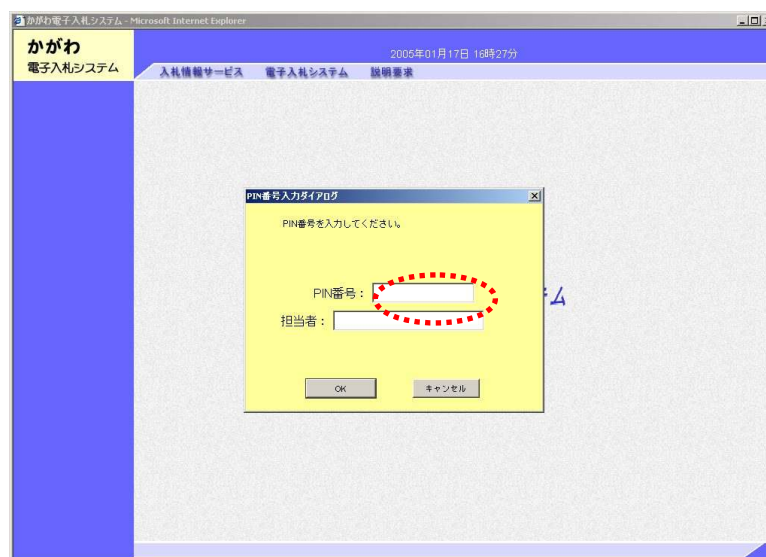 かがわ電子入札システム - Microsoft Internet Explorer
かがわ
電子入札システム
2005年01月17日 16時27分
入札情報サービス 電子入札システム 説明要求
PIN番号入力ダイアログ
PIN番号を入力してください。
PIN番号：
ム
担当者：
OK キャンセル